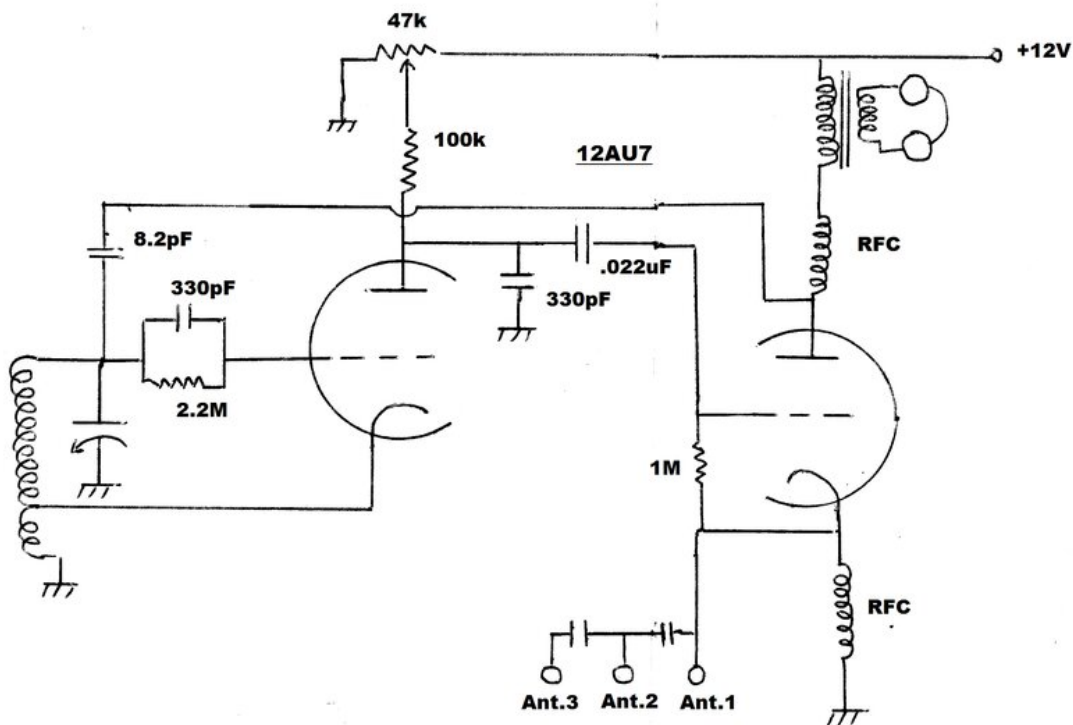 47k
+12V
100k
12AU7
8.2pF
RFC
.022uF
330pF
330pF
2.2M
1M
RFC
Ant.3
Ant.2
Ant.1